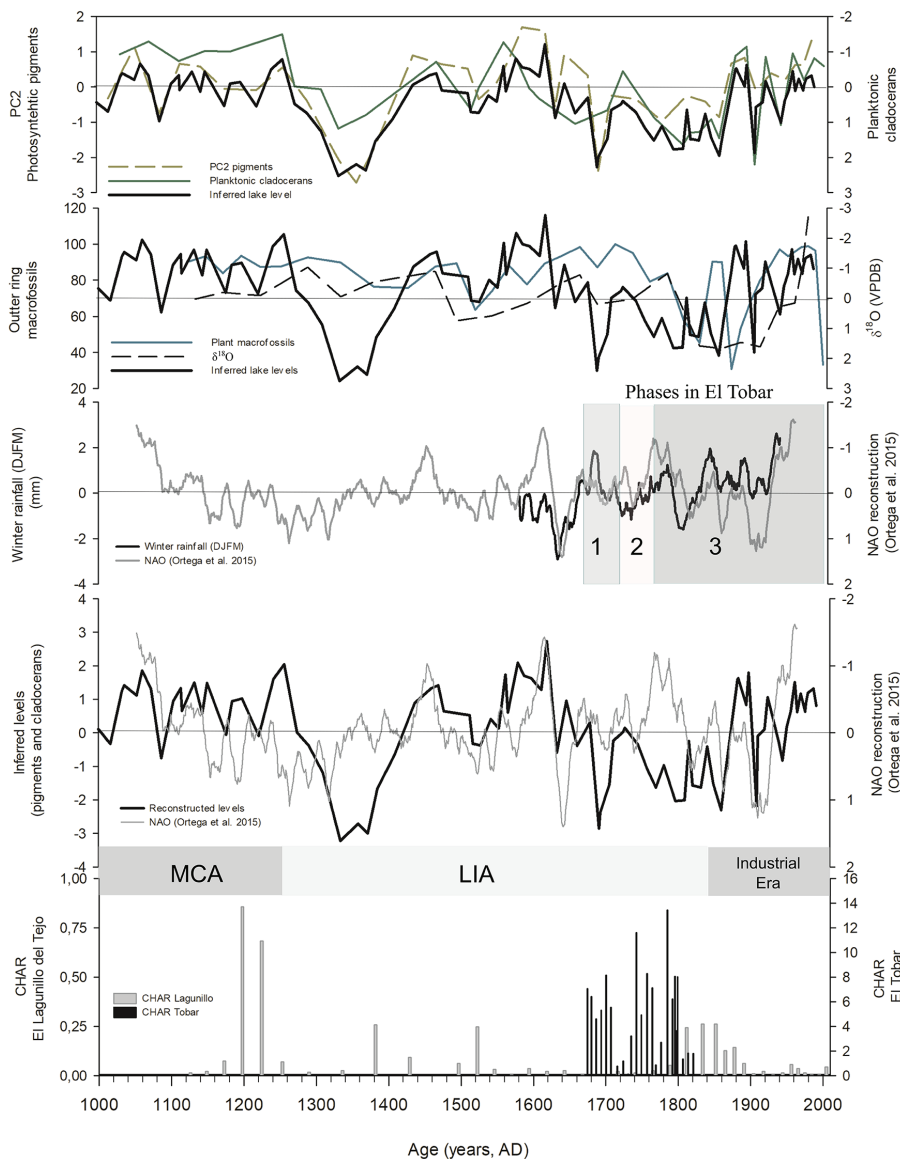 2
1
0
-1
-2
-3
PC2
Photosyntehtic pigments
-2
-1
0
1
2
3
Planktonic
cladocerans
PC2 pigments
Planktonic cladocerans
Inferred lake level
120
100
80
60
40
20
Outter ring
macrofossils
-3
-2
-1
0
1
2
3
δ18O (VPDB)
Plant macrofossils
δ18O
Inferred lake levels
Phases in El Tobar
4
2
0
-2
-4
Winter rainfall (DJFM)
(mm)
-2
-1
0
1
2
NAO reconstruction
(Ortega et al. 2015)
Winter rainfall (DJFM)
NAO (Ortega et al. 2015)
1
2
3
4
3
2
1
0
-1
-2
-3
-4
Inferred levels
(pigments and cladocerans)
-2
-1
0
1
2
NAO reconstruction
(Ortega et al. 2015)
Reconstructed levels
NAO (Ortega et al. 2015)
MCA
LIA
Industrial
Era
1,00
0,75
0,50
0,25
0,00
CHAR
El Lagunillo del Tejo
16
14
12
10
8
6
4
2
0
CHAR
El Tobar
CHAR Lagunillo
CHAR Tobar
1000 1100 1200 1300 1400 1500 1600 1700 1800 1900 2000
Age (years, AD)